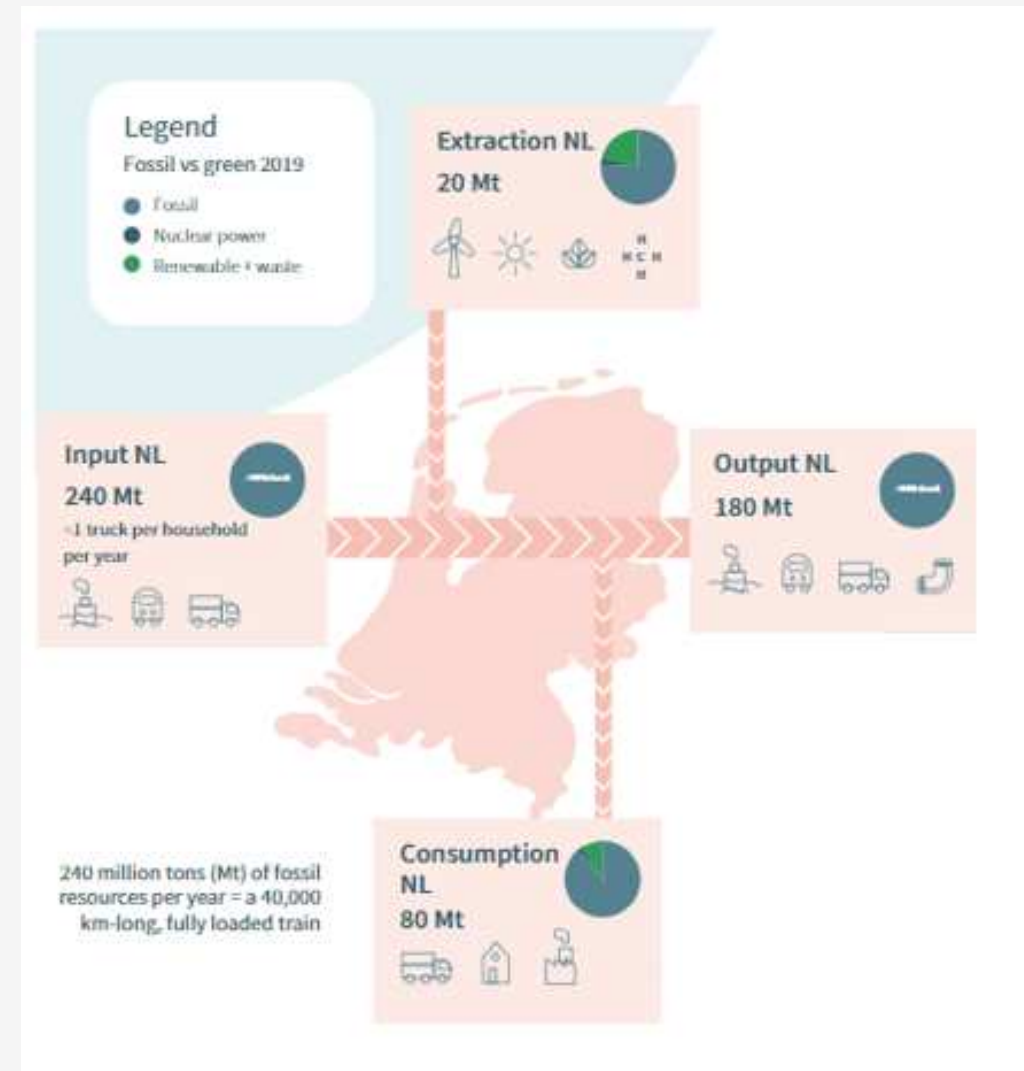 Legend
Fossil vs green 2019
Fossil
Nuclear power
Renewable + waste
Extraction NL
20 Mt
H
H C H
H
Input NL
240 Mt
1 truck per household
per year
Output NL
180 Mt
240 million tons (Mt) of fossil
resources per year = a 40,000
km-long, fully loaded train
Consumption
NL
80 Mt